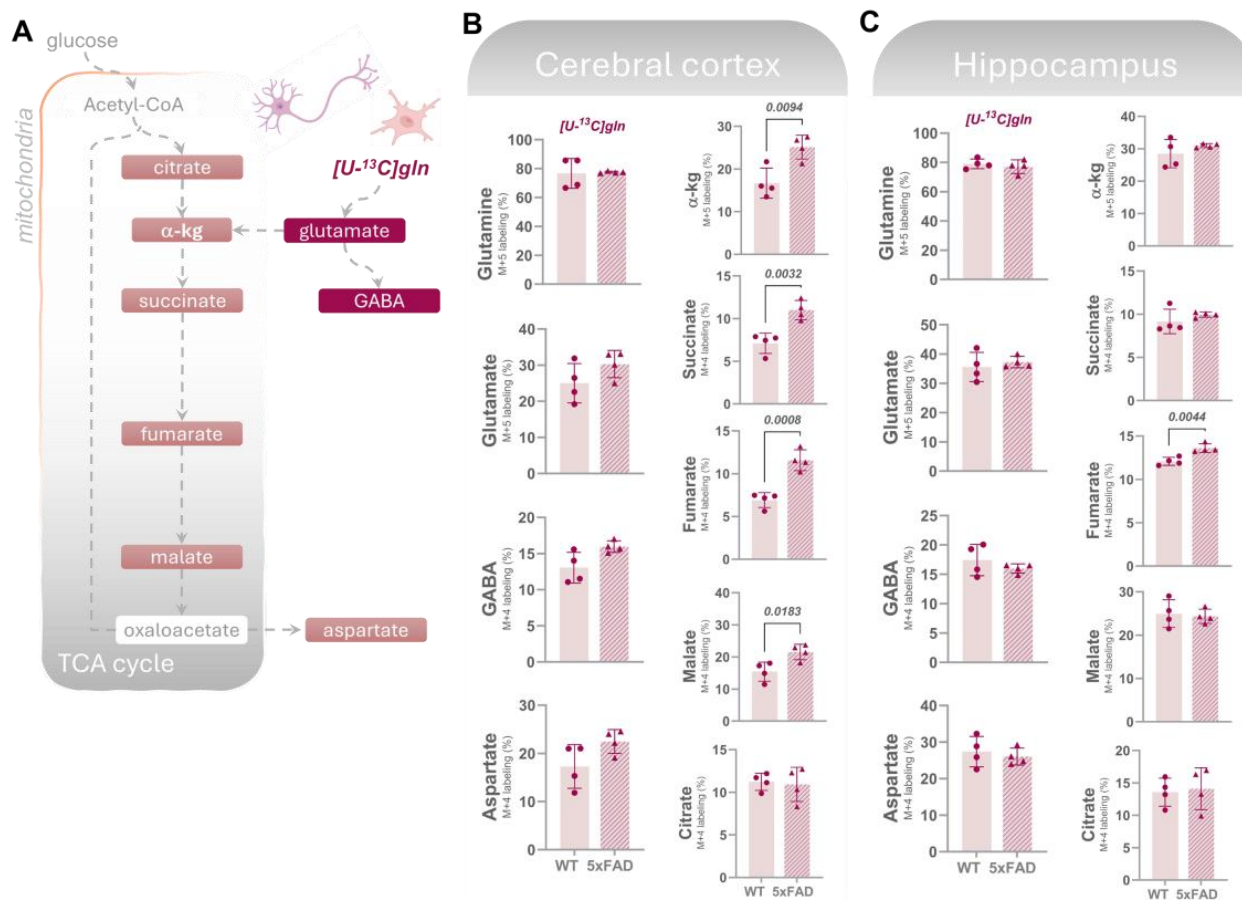 A
glucose
Acetyl-CoA
mitochondria
citrate
[U-¹³C]gln
α-kg
glutamate
succinate
GABA
fumarate
malate
oxaloacetate
aspartate
TCA cycle
B
Cerebral cortex
[U-¹³C]gln
Glutamine
M+5 labeling (%)
100
80
60
40
20
0
α-kg
M+5 labeling (%)
30
20
10
0
0.0094
Glutamate
M+5 labeling (%)
40
30
20
10
0
Succinate
M+4 labeling (%)
15
10
5
0
0.0032
GABA
M+4 labeling (%)
20
15
10
5
0
Fumarate
M+4 labeling (%)
15
10
5
0
0.0008
Malate
M+4 labeling (%)
40
30
20
10
0
0.0183
Aspartate
M+4 labeling (%)
30
20
10
0
WT 5xFAD
Citrate
M+4 labeling (%)
15
10
5
0
WT 5xFAD
C
Hippocampus
[U-¹³C]gln
Glutamine
M+5 labeling (%)
100
80
60
40
20
0
α-kg
M+5 labeling (%)
40
30
20
10
0
Glutamate
M+5 labeling (%)
50
40
30
20
10
0
Succinate
M+4 labeling (%)
15
10
5
0
GABA
M+4 labeling (%)
25
20
15
10
5
0
Fumarate
M+4 labeling (%)
15
10
5
0
0.0044
Malate
M+4 labeling (%)
40
30
20
10
0
Aspartate
M+4 labeling (%)
40
30
20
10
0
WT 5xFAD
Citrate
M+4 labeling (%)
20
15
10
5
0
WT 5xFAD